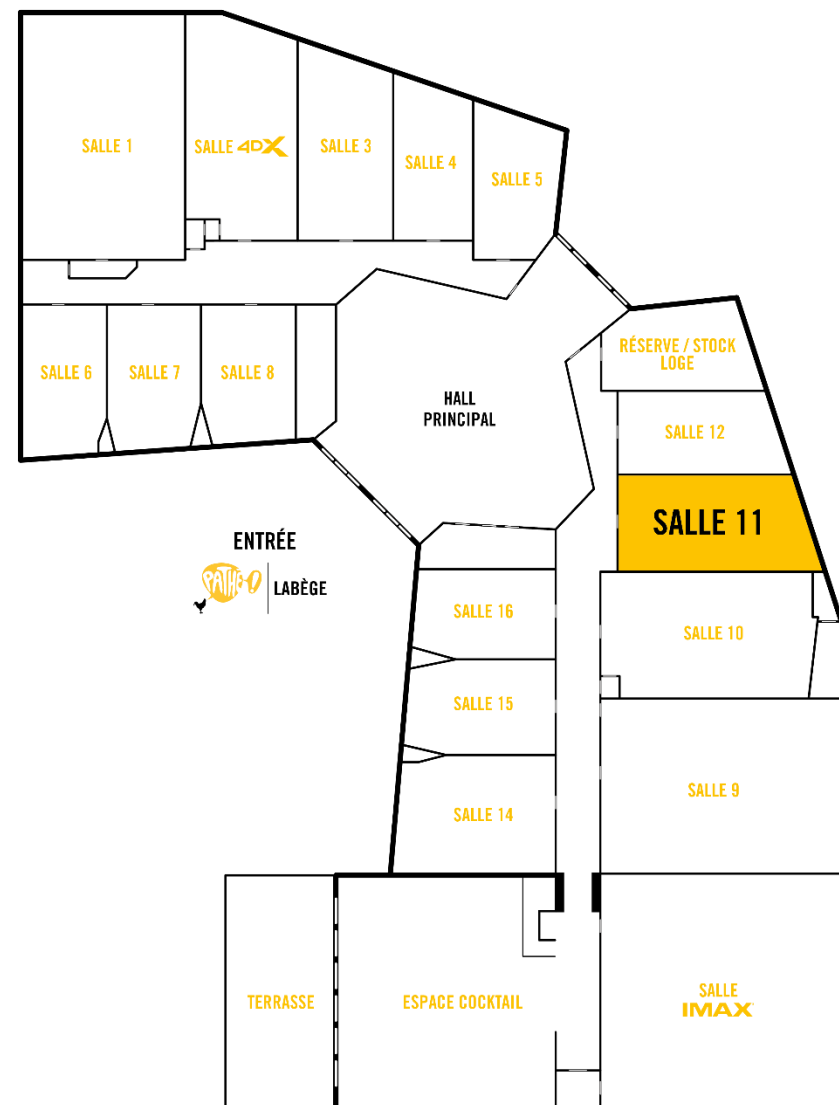 SALLE 1
SALLE 4DX
SALLE 3
SALLE 4
SALLE 5
SALLE 6
SALLE 7
SALLE 8
HALL
PRINCIPAL
RÉSERVE / STOCK
LOGE
SALLE 12
SALLE 11
ENTRÉE
PATHÉ !
LABÈGE
SALLE 16
SALLE 10
SALLE 15
SALLE 9
SALLE 14
TERRASSE
ESPACE COCKTAIL
SALLE
IMAX